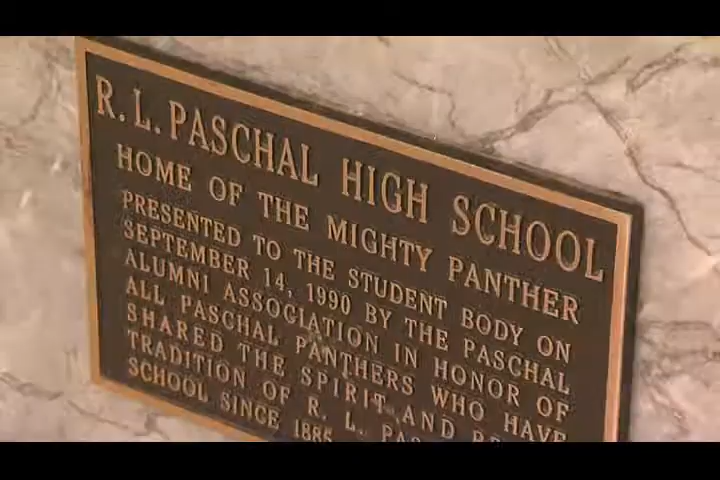 R. L. PASCHAL HIGH SCHOOL
HOME OF THE MIGHTY PANTHER
PRESENTED TO THE STUDENT BODY ON
SEPTEMBER 14, 1990 BY THE PASCHAL
ALUMNI ASSOCIATION IN HONOR OF
ALL PASCHAL PANTHERS WHO HAVE
SHARED THE SPIRIT AND
TRADITION OF R. L.
SCHOOL SINCE 1885